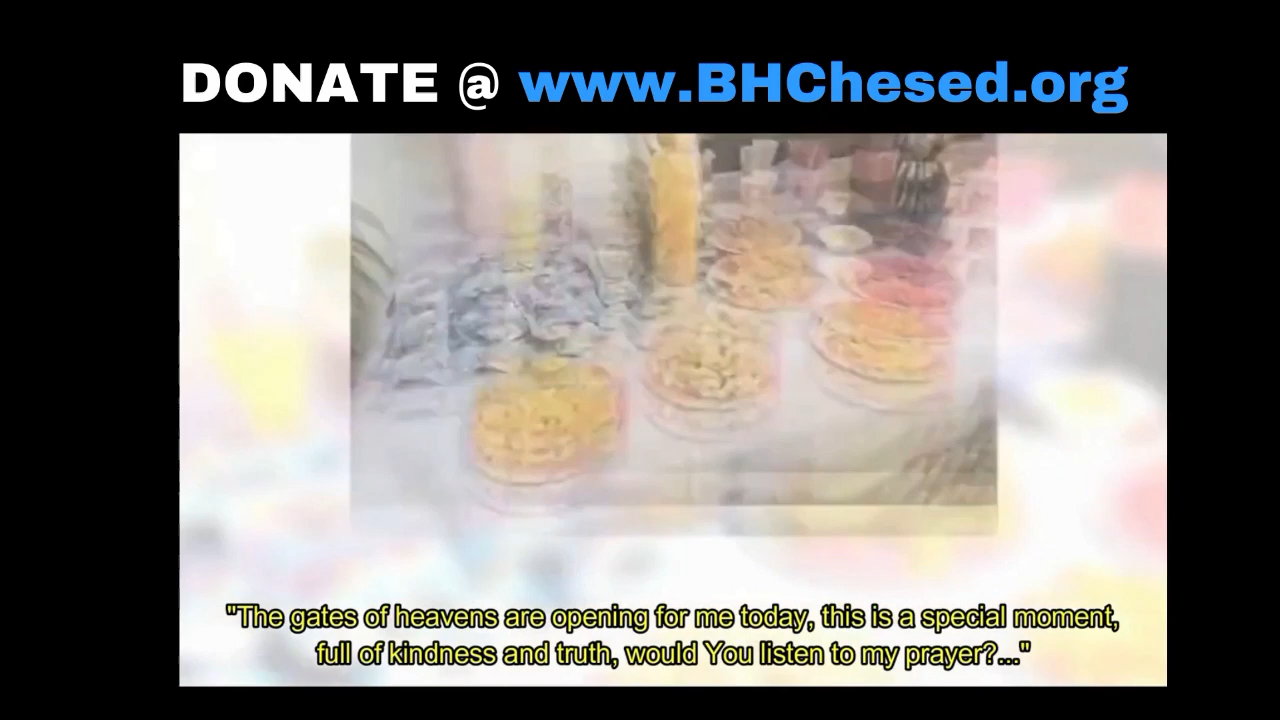 DONATE @ www.BHChesed.org
"The gates of heavens are opening for me today, this is a special moment,
full of kindness and truth, would You listen to my prayer?..."